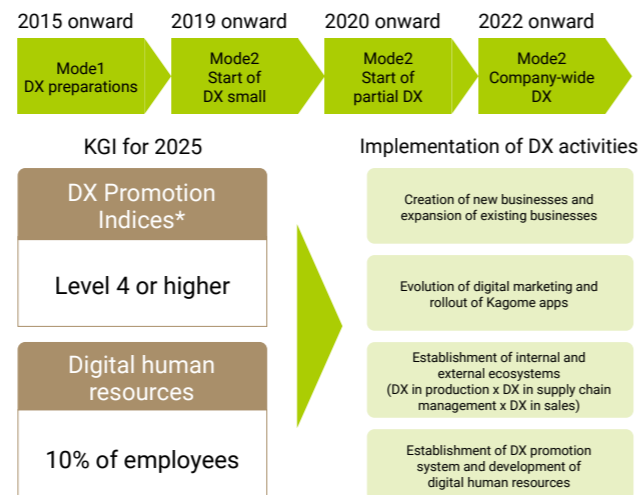 2015 onward
2019 onward
2020 onward
2022 onward
Mode1
DX preparations
Mode2
Start of
DX small
Mode2
Start of
partial DX
Mode2
Company-wide
DX
KGI for 2025
DX Promotion
Indices*
Level 4 or higher
Digital human
resources
10% of employees
Implementation of DX activities
Creation of new businesses and
expansion of existing businesses
Evolution of digital marketing and
rollout of Kagome apps
Establishment of internal and
external ecosystems
(DX in production x DX in supply chain
management x DX in sales)
Establishment of DX promotion
system and development of
digital human resources